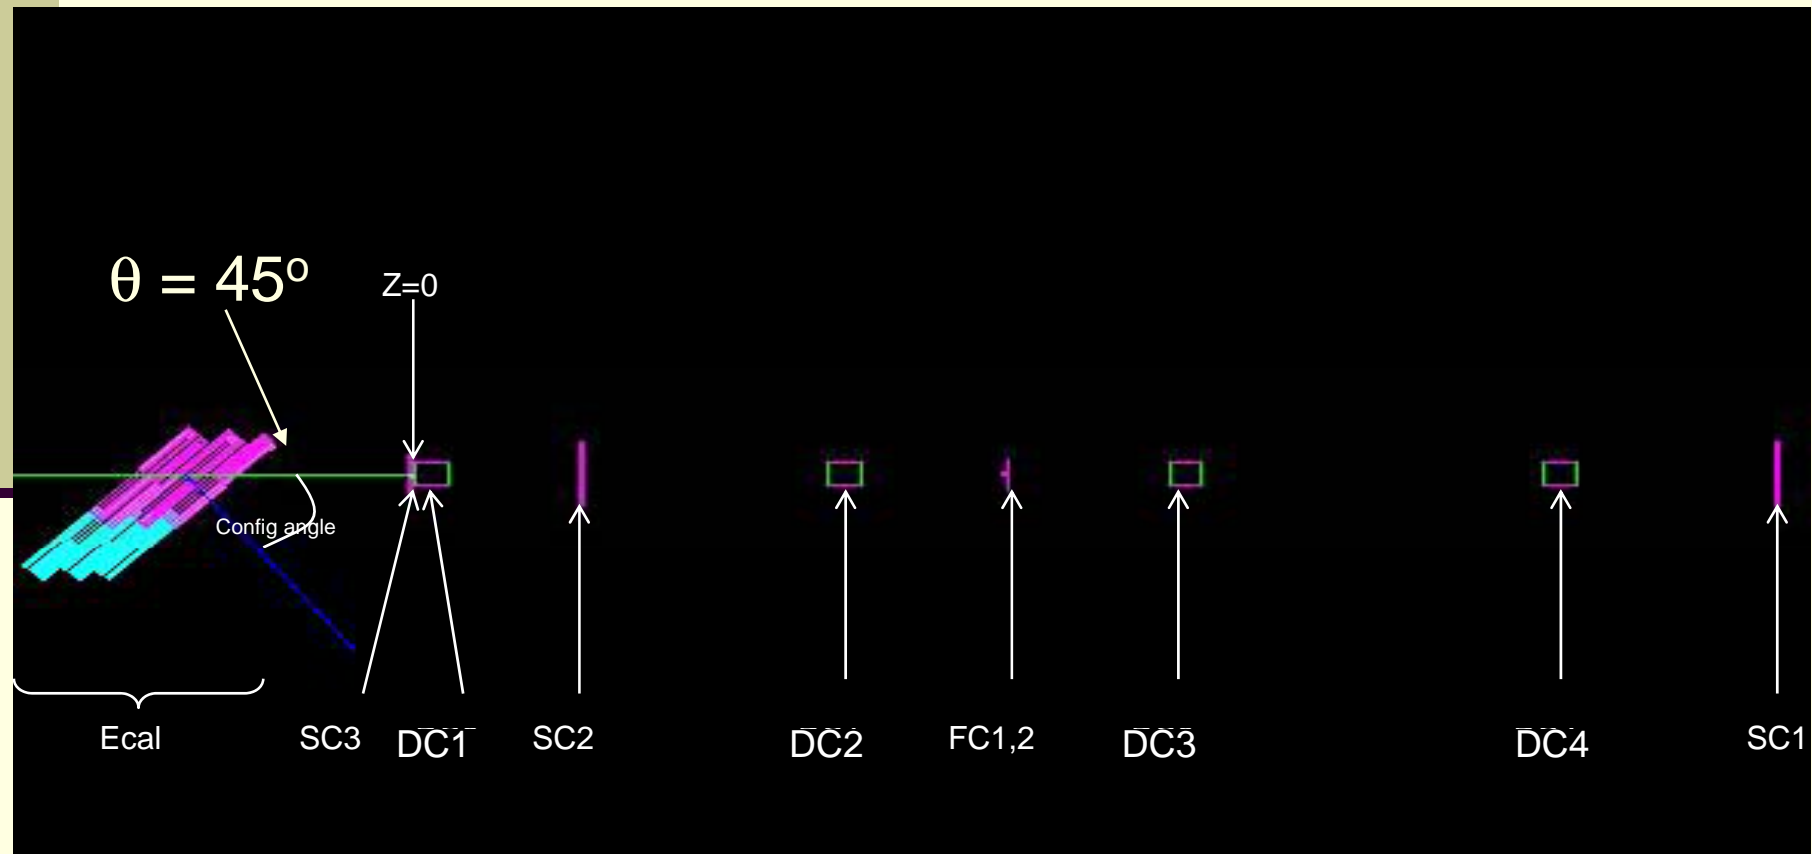 θ = 45º
Z=0
Config angle
Ecal
SC3
DC1
SC2
DC2
FC1,2
DC3
DC4
SC1